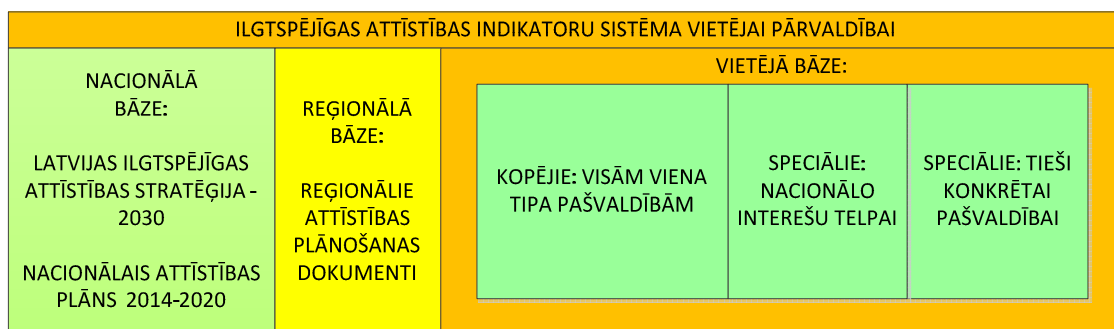 ILGTSPĒJĪGAS ATTĪSTĪBAS INDIKATORU SISTĒMA VIETĒJAI PĀRVALDĪBAI
NACIONĀLĀ
BĀZE:
LATVIJAS ILGTSPĒJĪGAS
ATTĪSTĪBAS STRATĒĢIJA -
2030
NACIONĀLAIS ATTĪSTĪBAS
PLĀNS 2014-2020
REĢIONĀLĀ
BĀZE:
REĢIONĀLIE
ATTĪSTĪBAS
PLĀNOŠANAS
DOKUMENTI
VIETĒJĀ BĀZE:
KOPĒJIE: VISĀM VIENA
TIPA PAŠVALDĪBĀM
SPECIĀLIE:
NACIONĀLO
INTEREŠU TELPAI
SPECIĀLIE: TIEŠI
KONKRĒTAI
PAŠVALDĪBAI